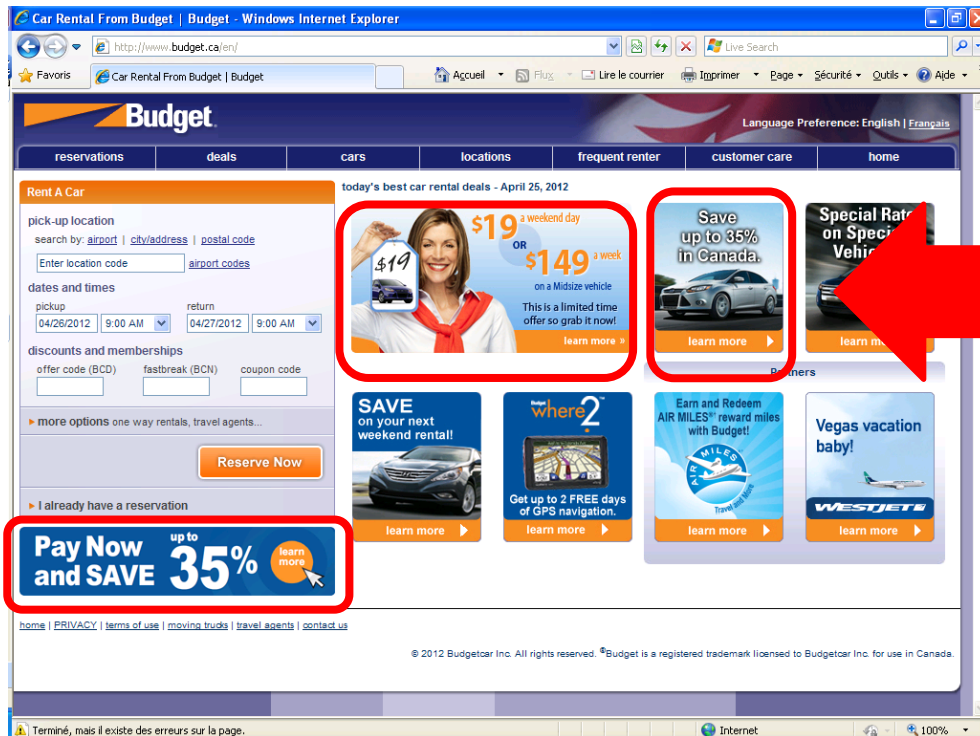 Car Rental From Budget | Budget - Windows Internet Explorer
http://www.budget.ca/en/
Live Search
Favoris
Car Rental From Budget | Budget
Accueil
Flux
Lire le courrier
Imprimer
Page
Sécurité
Outils
Aide
Budget
Language Preference: English | Français
reservations
deals
cars
locations
frequent renter
customer care
home
Rent A Car
pick-up location
search by: airport | city/address | postal code
Enter location code
airport codes
dates and times
pickup
return
04/26/2012
9:00 AM
04/27/2012
9:00 AM
discounts and memberships
offer code (BCD)
fastbreak (BCN)
coupon code
▸ more options one way rentals, travel agents...
Reserve Now
▸ I already have a reservation
Pay Now
and SAVE
up to
35%
learn
more
today's best car rental deals - April 25, 2012
$19
$19 a weekend day
OR
$149 a week
on a Midsize vehicle
This is a limited time
offer so grab it now!
learn more »
Save
up to 35%
in Canada.
learn more
Special
on
learn more
SAVE
on your next
weekend rental!
learn more
Budget
where2™
Get up to 2 FREE days
of GPS navigation.
learn more
Partners
Earn and Redeem
AIR MILES®† reward miles
with Budget!
AIR MILES
Travel and More
learn more
Vegas vacation
baby!
WESTJET
learn more
home | PRIVACY | terms of use | moving trucks | travel agents | contact us
© 2012 Budgetcar Inc. All rights reserved. ®Budget is a registered trademark licensed to Budgetcar Inc. for use in Canada.
Terminé, mais il existe des erreurs sur la page.
Internet
100%